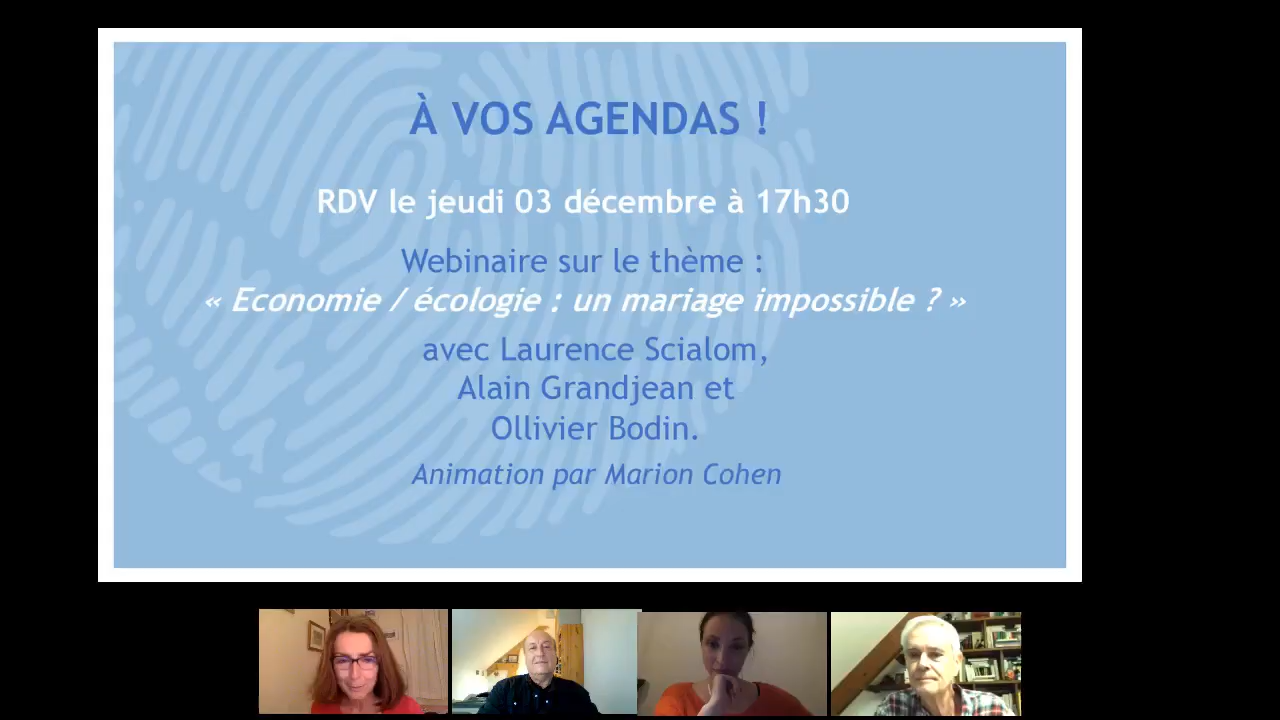 À VOS AGENDAS !
RDV le jeudi 03 décembre à 17h30
Webinaire sur le thème :
« Economie / écologie : un mariage impossible ? »
avec Laurence Scialom,
Alain Grandjean et
Ollivier Bodin.
Animation par Marion Cohen